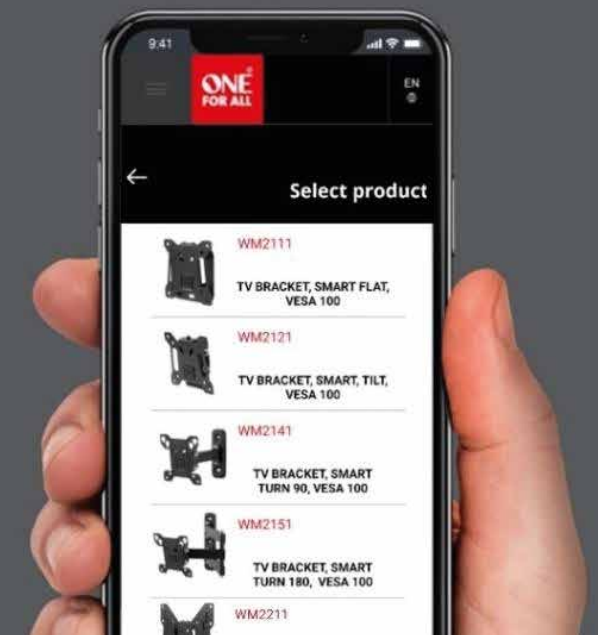 9:41
ONE
FOR ALL
EN
Select product
WM2111
TV BRACKET, SMART FLAT,
VESA 100
WM2121
TV BRACKET, SMART, TILT,
VESA 100
WM2141
TV BRACKET, SMART
TURN 90, VESA 100
WM2151
TV BRACKET, SMART
TURN 180, VESA 100
WM2211